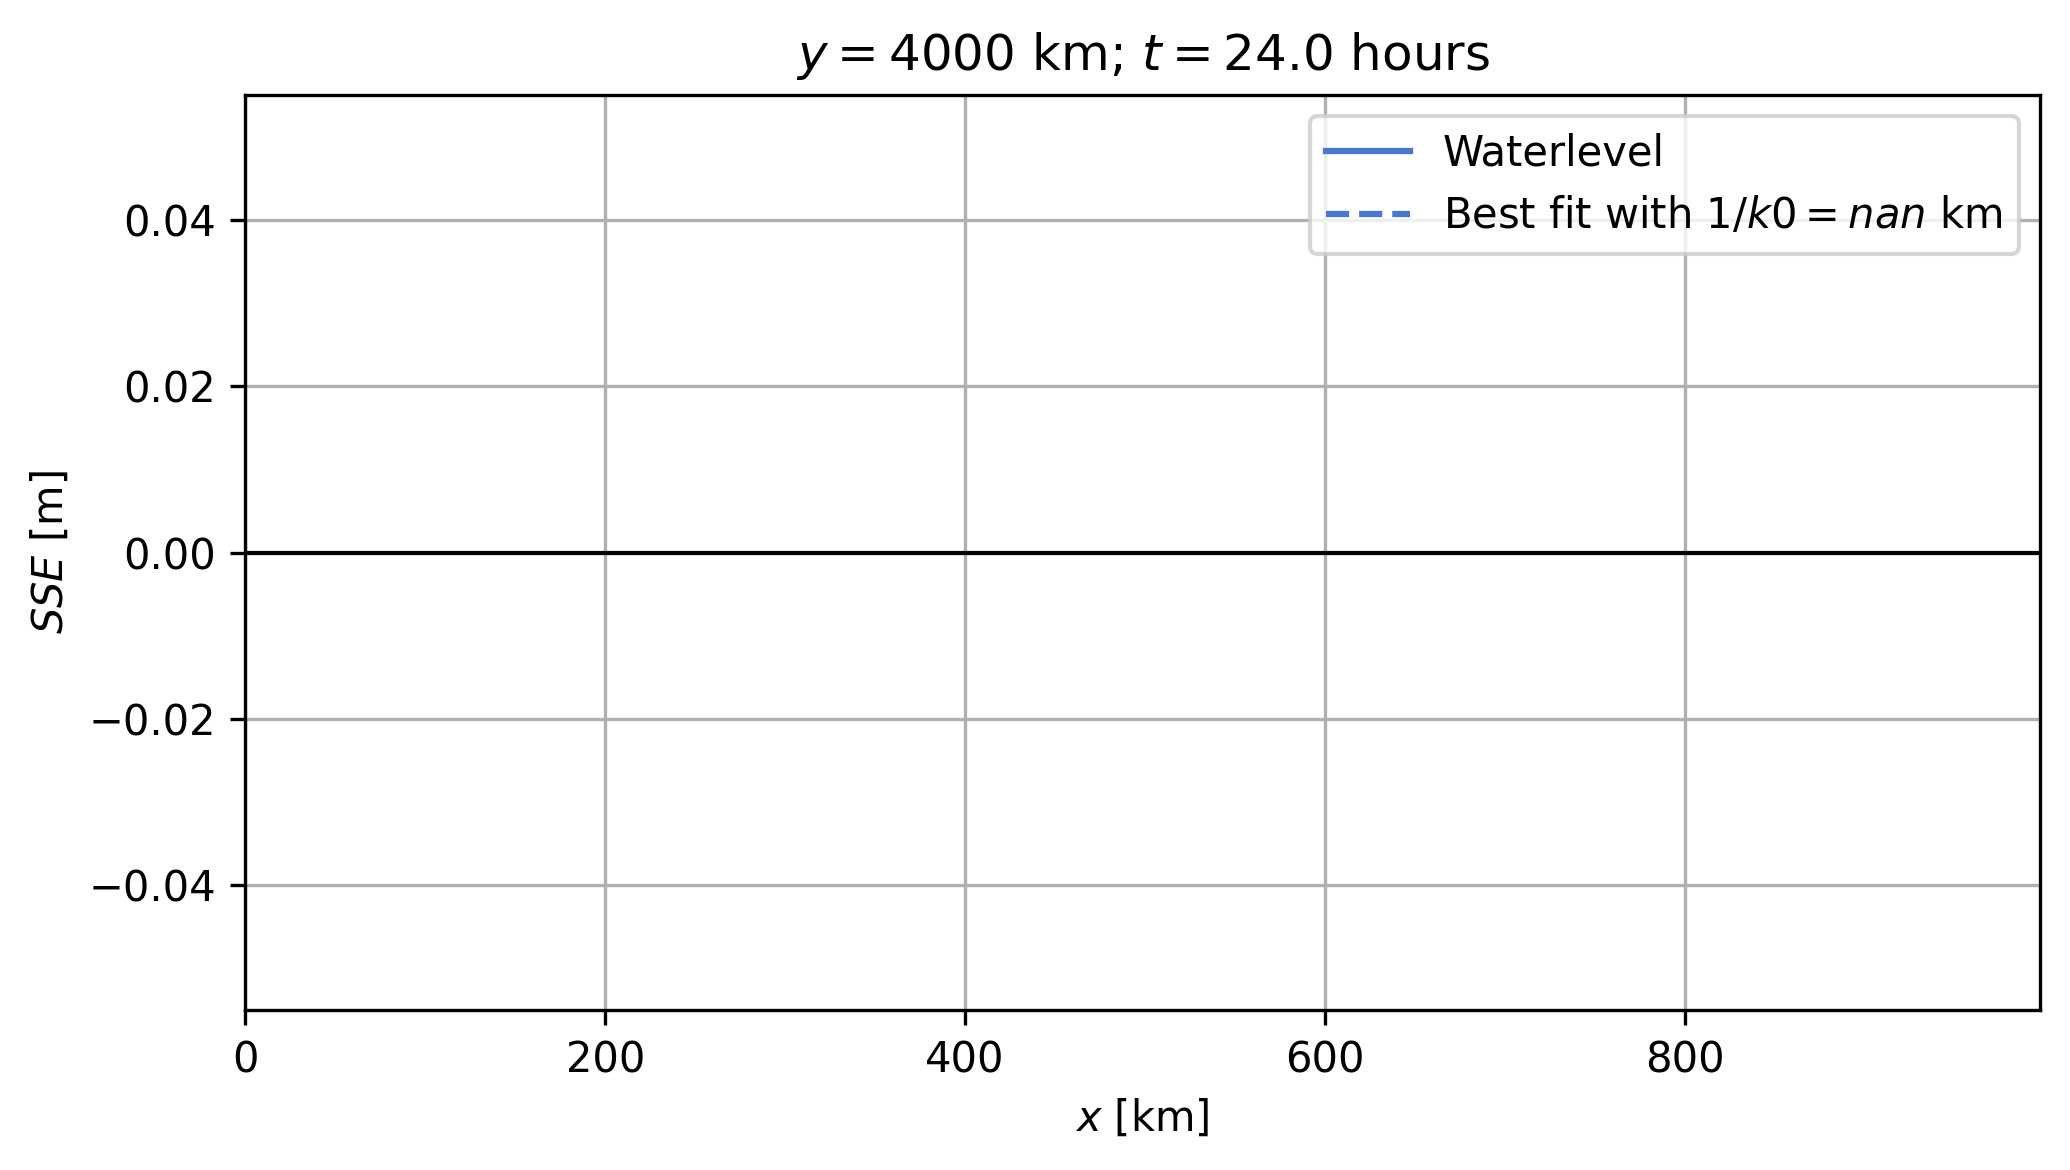 y = 4000 km; t = 24.0 hours
Waterlevel
Best fit with 1/k0 = nan km
0.04
0.02
0.00
−0.02
−0.04
SSE [m]
0 200 400 600 800
x [km]